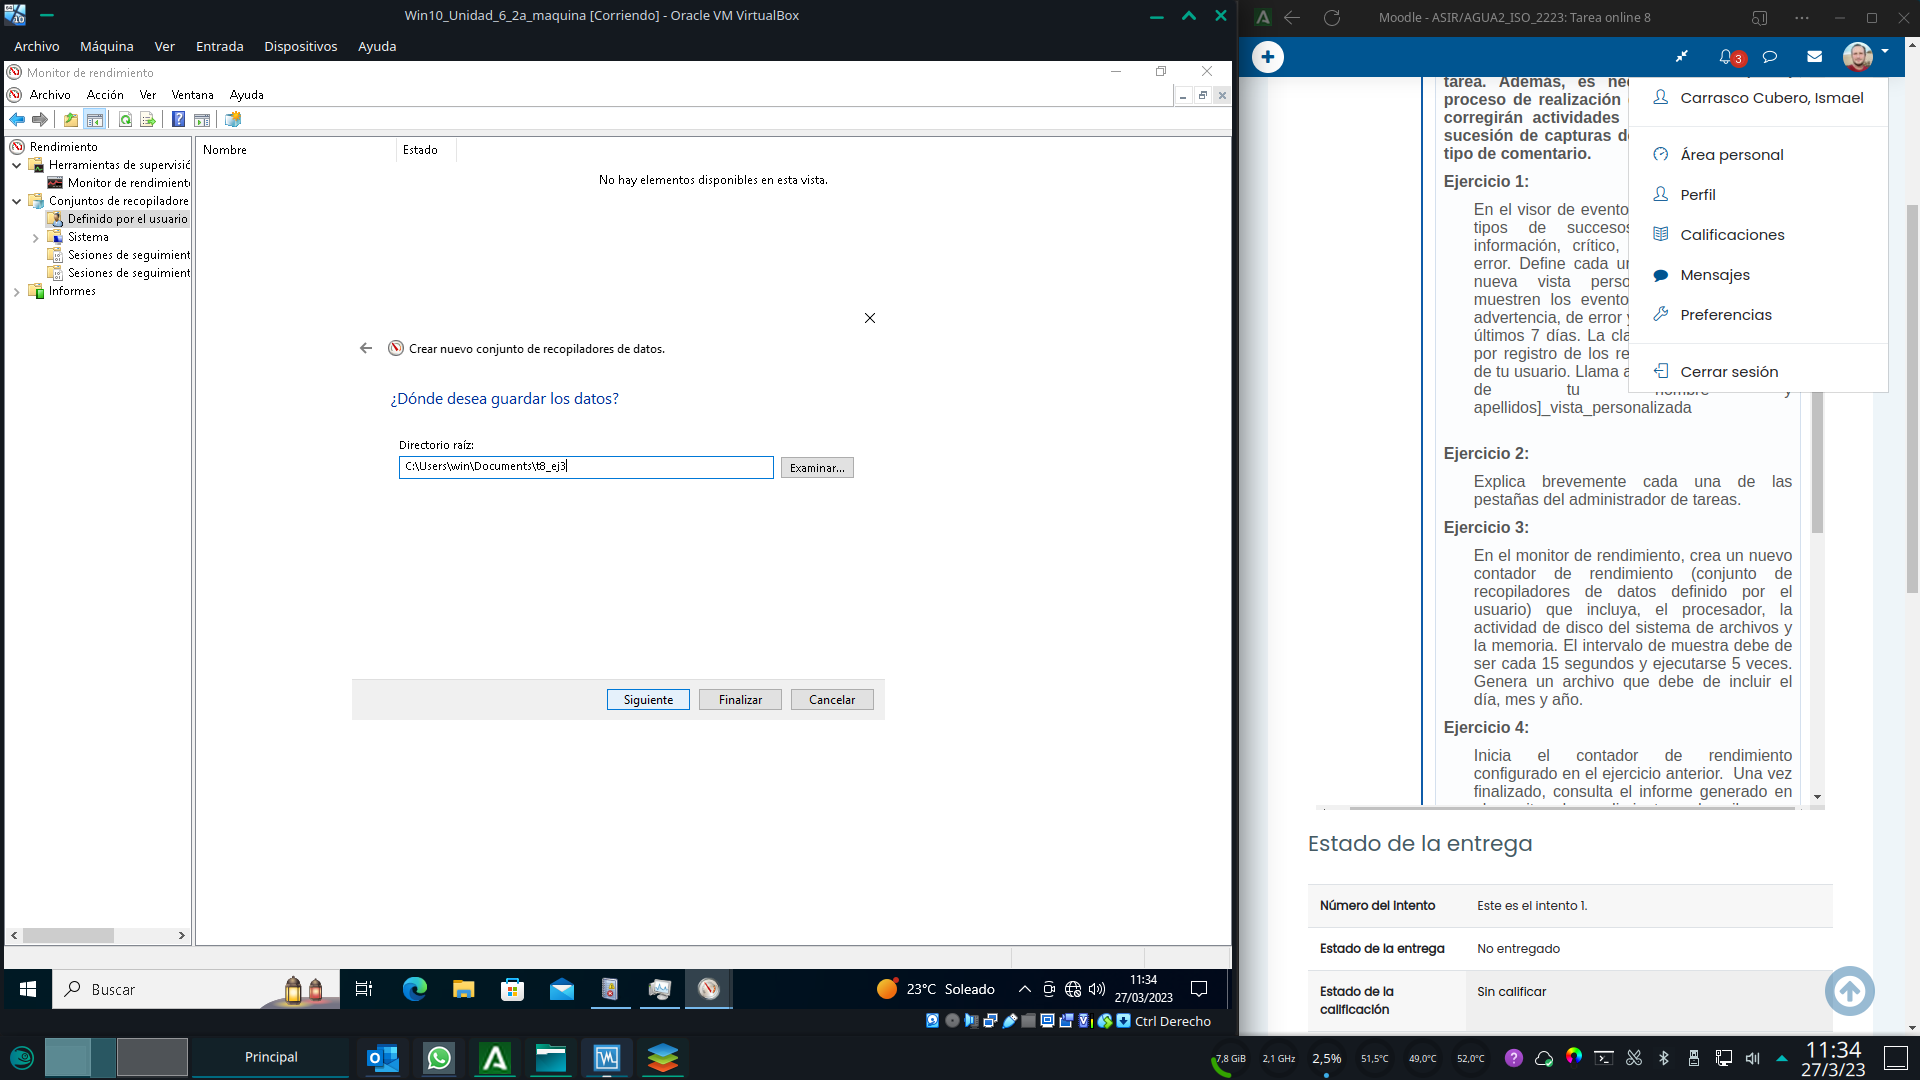 Win10_Unidad_6_2a_maquina [Corriendo] - Oracle VM VirtualBox
Archivo Máquina Ver Entrada Dispositivos Ayuda
Monitor de rendimiento
Archivo Acción Ver Ventana Ayuda
Rendimiento
Herramientas de supervisió
Monitor de rendimiento
Conjuntos de recopiladore
Definido por el usuario
Sistema
Sesiones de seguimient
Sesiones de seguimient
Informes
Nombre Estado
No hay elementos disponibles en esta vista.
Crear nuevo conjunto de recopiladores de datos.
¿Dónde desea guardar los datos?
Directorio raíz:
C:\Users\win\Documents\t8_ej3
Examinar...
Siguiente Finalizar Cancelar
Buscar
23°C Soleado
11:34
27/03/2023
Ctrl Derecho
Moodle - ASIR/AGUA2_ISO_2223: Tarea online 8
3
Carrasco Cubero, Ismael
Área personal
Perfil
Calificaciones
Mensajes
Preferencias
Cerrar sesión
tarea. Además, es nec
proceso de realización
corregirán actividades
sucesión de capturas d
tipo de comentario.
Ejercicio 1:
En el visor de evento
tipos de sucesos
información, crítico,
error. Define cada un
nueva vista perso
muestren los evento
advertencia, de error y
últimos 7 días. La cla
por registro de los re
de tu usuario. Llama a
de tu nombre y
apellidos]_vista_personalizada
Ejercicio 2:
Explica brevemente cada una de las
pestañas del administrador de tareas.
Ejercicio 3:
En el monitor de rendimiento, crea un nuevo
contador de rendimiento (conjunto de
recopiladores de datos definido por el
usuario) que incluya, el procesador, la
actividad de disco del sistema de archivos y
la memoria. El intervalo de muestra debe de
ser cada 15 segundos y ejecutarse 5 veces.
Genera un archivo que debe de incluir el
día, mes y año.
Ejercicio 4:
Inicia el contador de rendimiento
configurado en el ejercicio anterior. Una vez
finalizado, consulta el informe generado en
Estado de la entrega
Número del intento Este es el intento 1.
Estado de la entrega No entregado
Estado de la calificación Sin calificar
Principal
7,8 GiB 2,1 GHz 2,5% 51,5°C 49,0°C 52,0°C
11:34
27/3/23